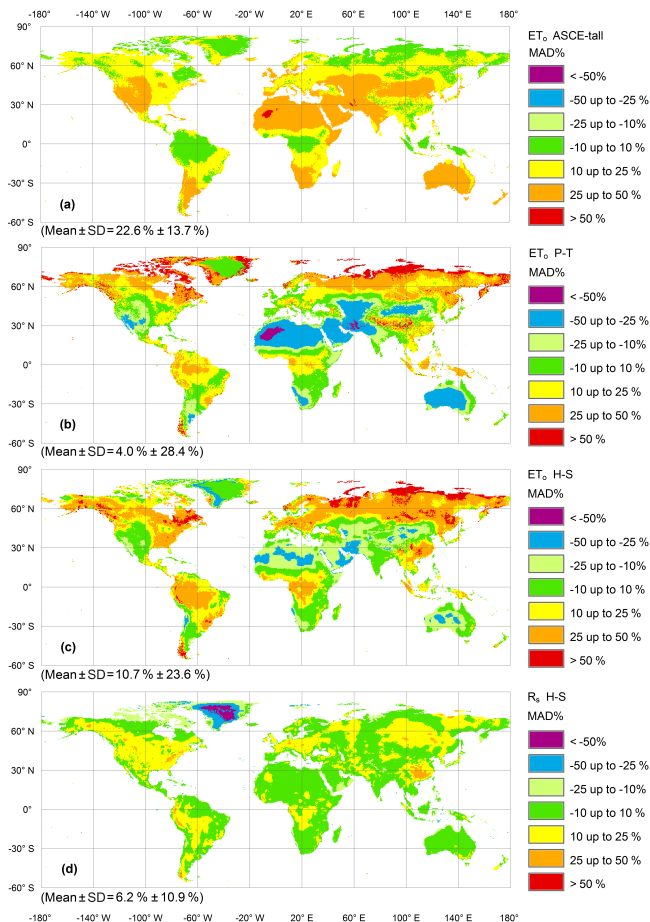 -180° -140° -100° -60° -20° 0° 20° 60° 100° E 140° 180°
90°
60° N
30° N
0°
-30° S
-60° S
(a)
(Mean ± SD = 22.6 % ± 13.7 %)
ETo ASCE-tall
MAD%
< -50%
-50 up to -25 %
-25 up to -10%
-10 up to 10 %
10 up to 25 %
25 up to 50 %
> 50 %
90°
60° N
30° N
0°
-30° S
-60° S
(b)
(Mean ± SD = 4.0 % ± 28.4 %)
ETo P-T
MAD%
< -50%
-50 up to -25 %
-25 up to -10%
-10 up to 10 %
10 up to 25 %
25 up to 50 %
> 50 %
90°
60° N
30° N
0°
-30° S
-60° S
(c)
(Mean ± SD = 10.7 % ± 23.6 %)
ETo H-S
MAD%
< -50%
-50 up to -25 %
-25 up to -10%
-10 up to 10 %
10 up to 25 %
25 up to 50 %
> 50 %
90°
60° N
30° N
0°
-30° S
-60° S
(d)
(Mean ± SD = 6.2 % ± 10.9 %)
Rs H-S
MAD%
< -50%
-50 up to -25 %
-25 up to -10%
-10 up to 10 %
10 up to 25 %
25 up to 50 %
> 50 %
-180° -140° -100° W -60° -20° 0° 20° 60° 100° E 140° 180°